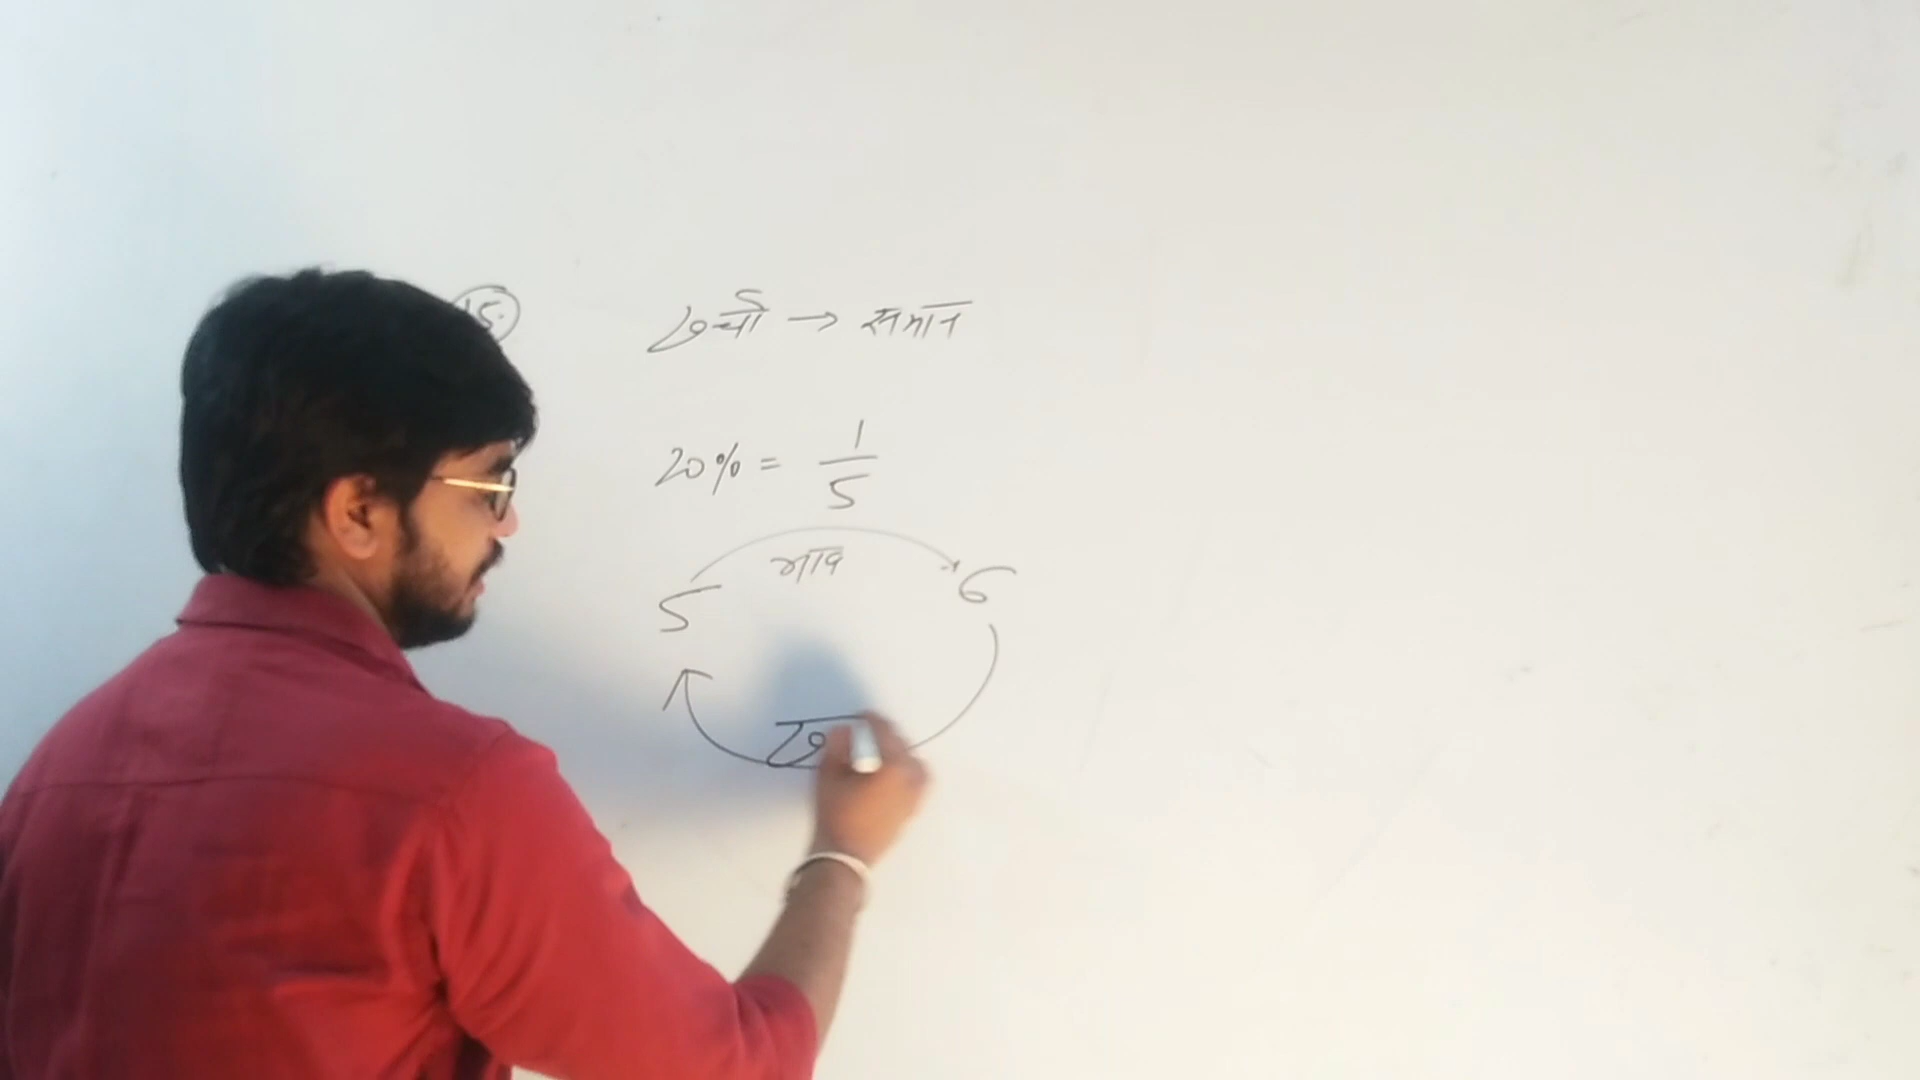 15.
खर्चा → समान
20% = 1/5
भाव
5 6
ख